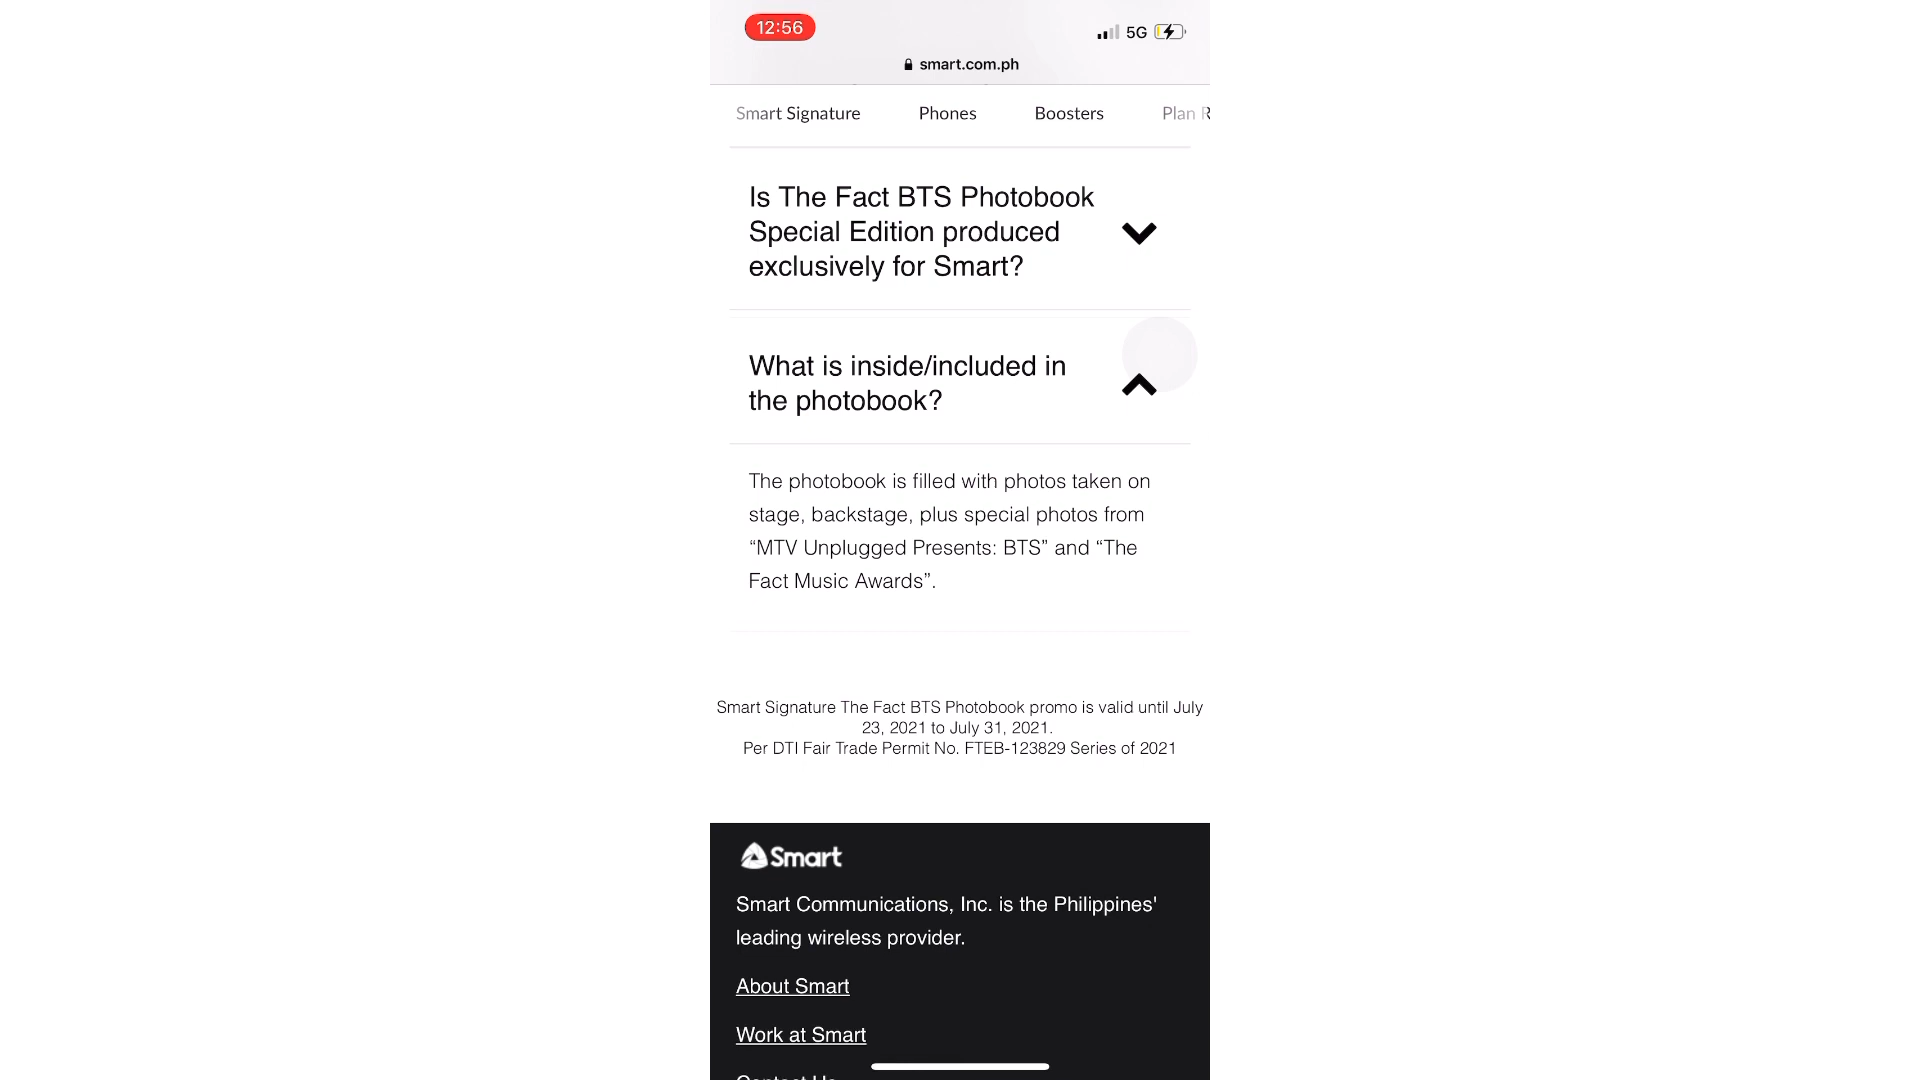 12:56
5G
smart.com.ph
Smart Signature Phones Boosters Plan
Is The Fact BTS Photobook
Special Edition produced
exclusively for Smart?
What is inside/included in
the photobook?
The photobook is filled with photos taken on
stage, backstage, plus special photos from
“MTV Unplugged Presents: BTS” and “The
Fact Music Awards”.
Smart Signature The Fact BTS Photobook promo is valid until July
23, 2021 to July 31, 2021.
Per DTI Fair Trade Permit No. FTEB-123829 Series of 2021
Smart
Smart Communications, Inc. is the Philippines'
leading wireless provider.
About Smart
Work at Smart